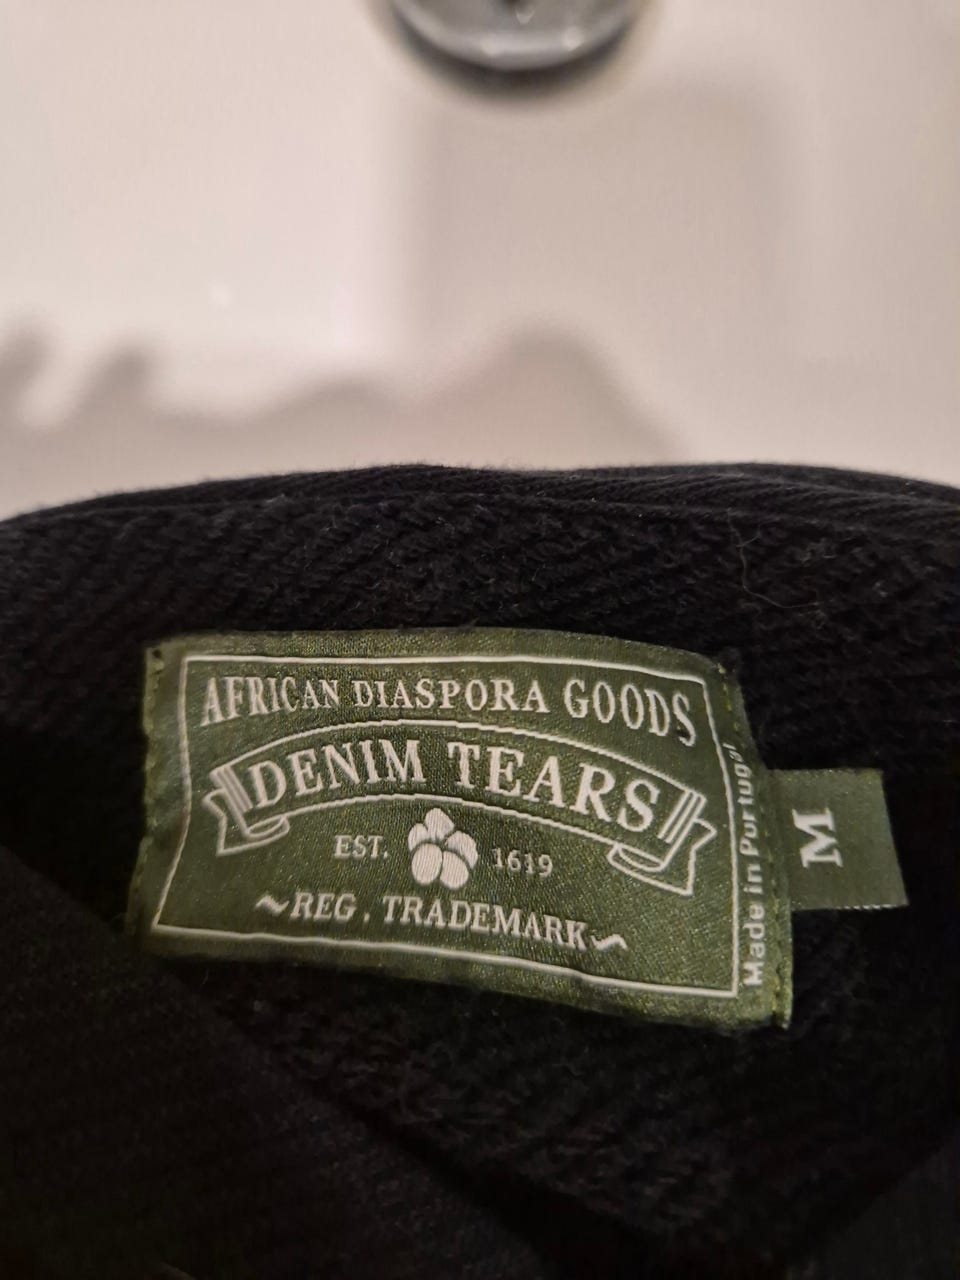 AFRICAN DIASPORA GOODS
DENIM TEARS
EST. 1619
~REG. TRADEMARK~
Made in Portugal
M